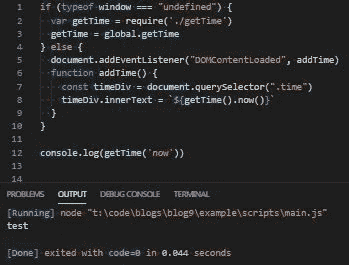 1 if (typeof window === "undefined") {
2 var getTime = require('./getTime')
3 getTime = global.getTime
4 } else {
5 document.addEventListener("DOMContentLoaded", addTime)
6 function addTime() {
7 const timeDiv = document.querySelector(".time")
8 timeDiv.innerText = `${getTime().now()}`
9 }
10 }
11
12 console.log(getTime('now'))
13
14
PROBLEMS OUTPUT DEBUG CONSOLE TERMINAL
[Running] node "t:\code\blogs\blog9\example\scripts\main.js"
test
[Done] exited with code=0 in 0.044 seconds